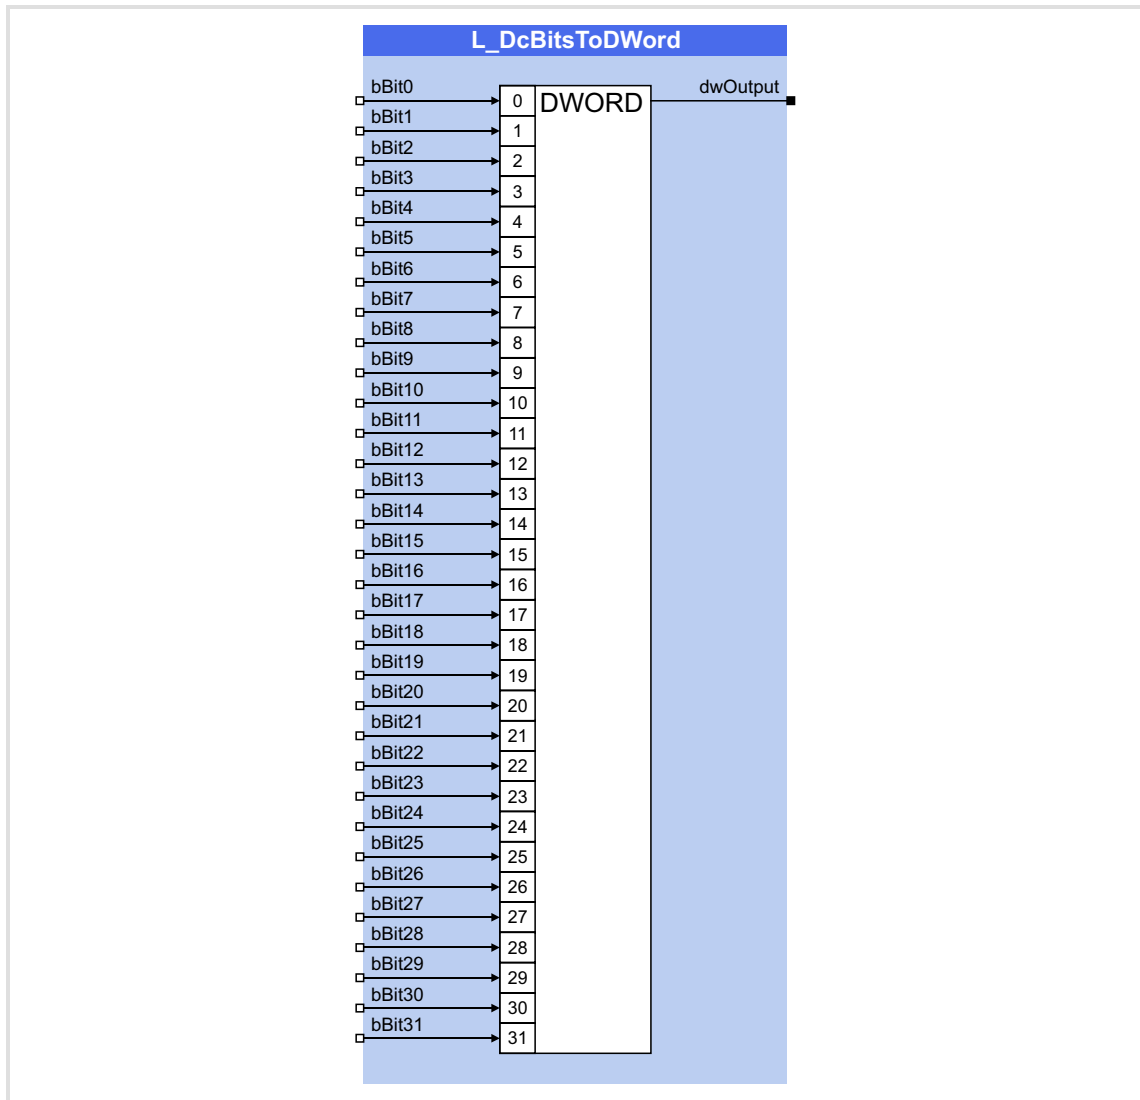 L_DcBitsToDWord
bBit0 dwOutput
0 DWORD
bBit1
1
bBit2
2
bBit3
3
bBit4
4
bBit5
5
bBit6
6
bBit7
7
bBit8
8
bBit9
9
bBit10
10
bBit11
11
bBit12
12
bBit13
13
bBit14
14
bBit15
15
bBit16
16
bBit17
17
bBit18
18
bBit19
19
bBit20
20
bBit21
21
bBit22
22
bBit23
23
bBit24
24
bBit25
25
bBit26
26
bBit27
27
bBit28
28
bBit29
29
bBit30
30
bBit31
31